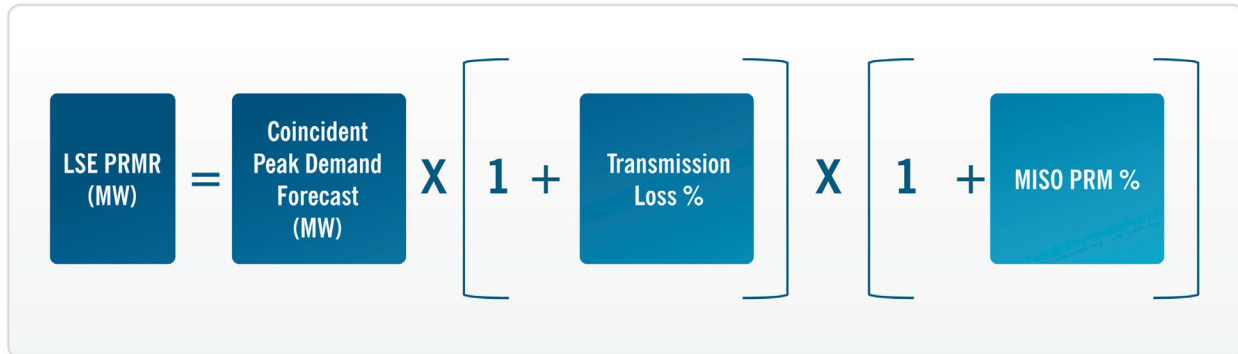 LSE PRMR
(MW)
=
Coincident
Peak Demand
Forecast
(MW)
X
[
1 +
Transmission
Loss %
]
X
[
1 +
MISO PRM %
]